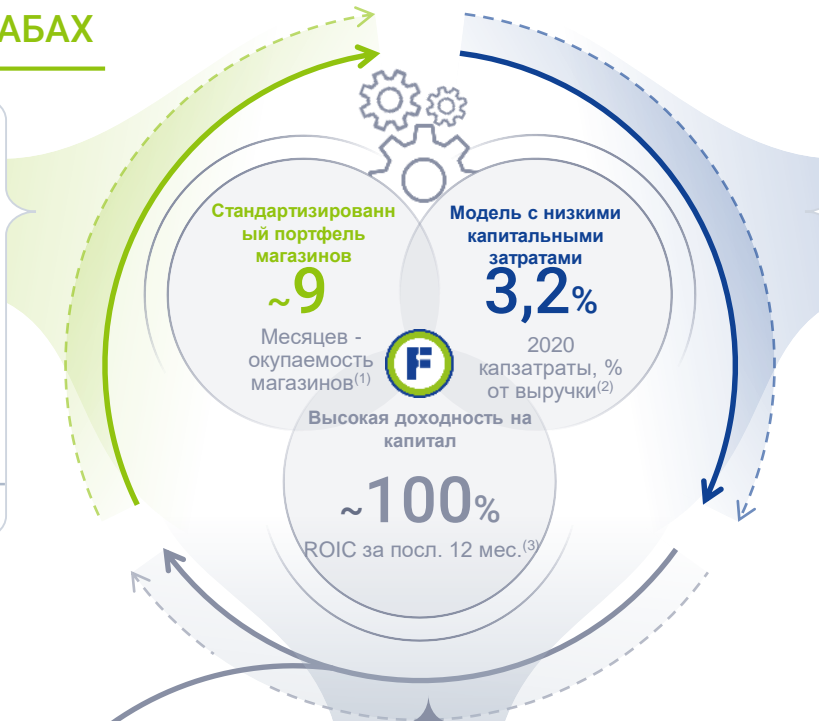 АБАХ
Стандартизированн
ый портфель
магазинов
~9
Месяцев -
окупаемость
магазинов(1)
Модель с низкими
капитальными
затратами
3,2%
2020
капзатраты, %
от выручки(2)
F
Высокая доходность на
капитал
~100%
ROIC за посл. 12 мес.(3)